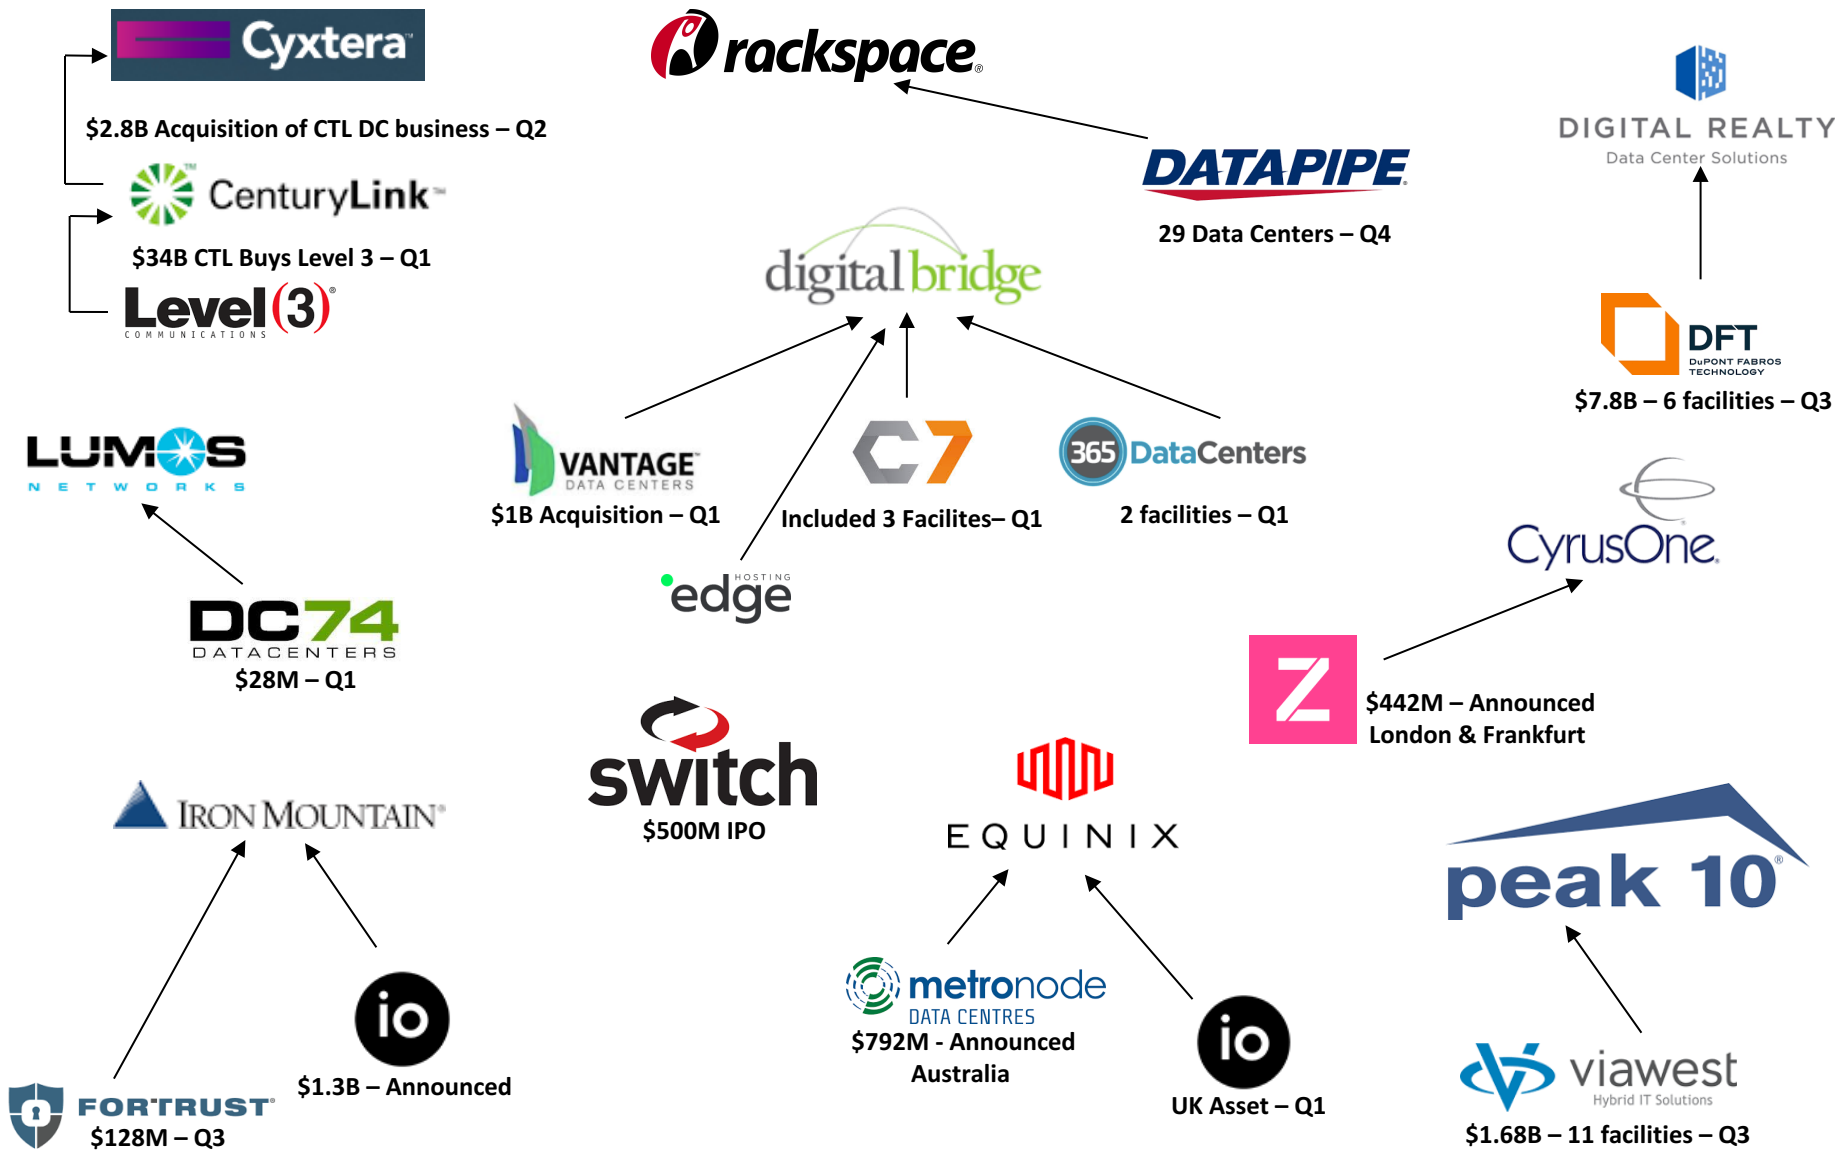 Cyxtera™
$2.8B Acquisition of CTL DC business – Q2
CenturyLink™
$34B CTL Buys Level 3 – Q1
Level(3)®
COMMUNICATIONS
rackspace®
DATAPIPE®
29 Data Centers – Q4
DIGITAL REALTY
Data Center Solutions
digitalbridge
DFT
DuPONT FABROS
TECHNOLOGY
$7.8B – 6 facilities – Q3
LUMOS
NETWORKS
VANTAGE™
DATA CENTERS
$1B Acquisition – Q1
C7
Included 3 Facilites– Q1
365 DataCenters
2 facilities – Q1
CyrusOne®
edge
HOSTING
DC74
DATACENTERS
$28M – Q1
Z
$442M – Announced
London & Frankfurt
switch
$500M IPO
IRON MOUNTAIN®
EQUINIX
peak 10®
FORTRUST®
$128M – Q3
io
$1.3B – Announced
metronode
DATA CENTRES
$792M - Announced
Australia
io
UK Asset – Q1
viawest
Hybrid IT Solutions
$1.68B – 11 facilities – Q3